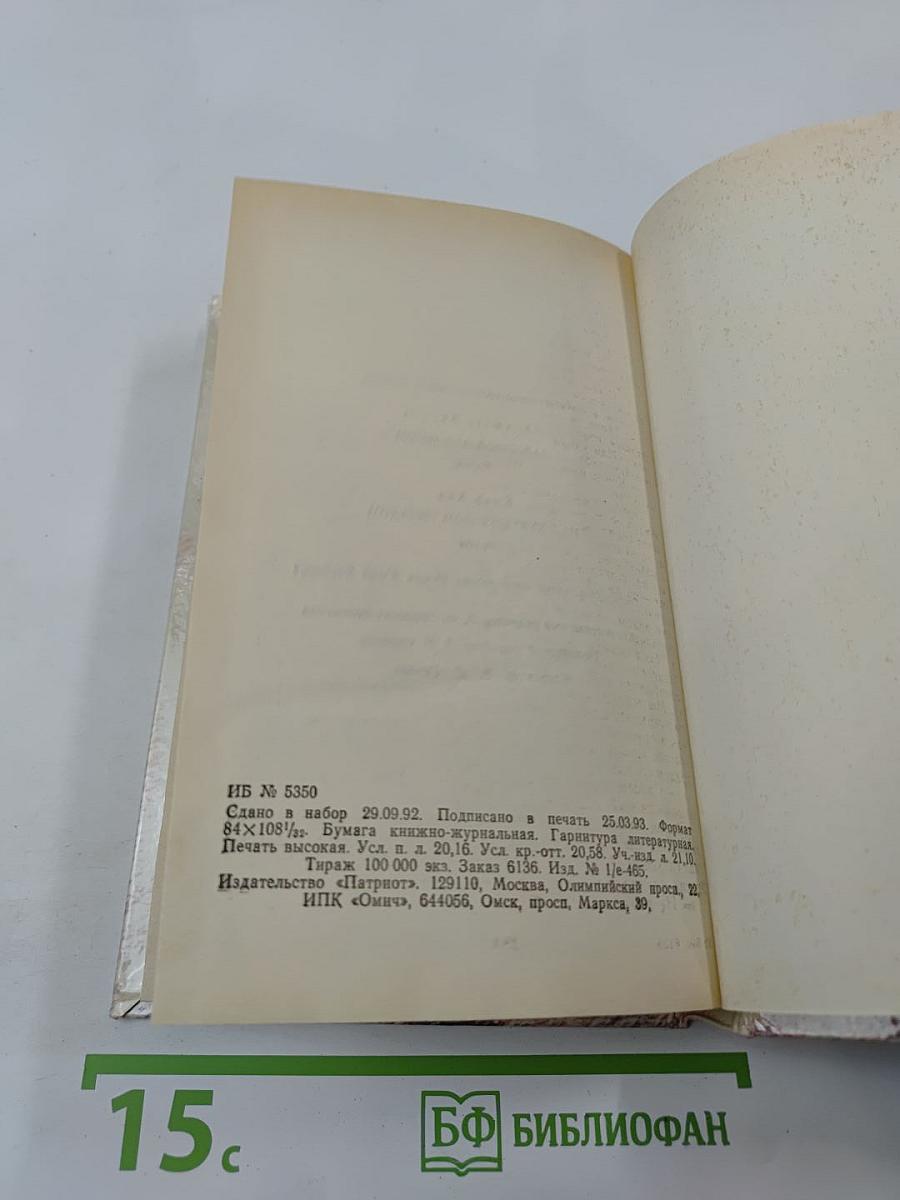 ИБ № 5350
Сдано в набор 29.09.92. Подписано в печать 25.03.93. Формат
84×108¹/₃₂. Бумага книжно-журнальная. Гарнитура литературная.
Печать высокая. Усл. п. л. 20,16. Усл. кр.-отт. 20,58. Уч.-изд. л. 21,10.
Тираж 100 000 экз. Заказ 6136. Изд. № 1/е-465.
Издательство «Патриот». 129110, Москва, Олимпийский просп., 22,
ИПК «Омич», 644056, Омск, просп, Маркса, 39,
15 с
БФ БИБЛИОФАН